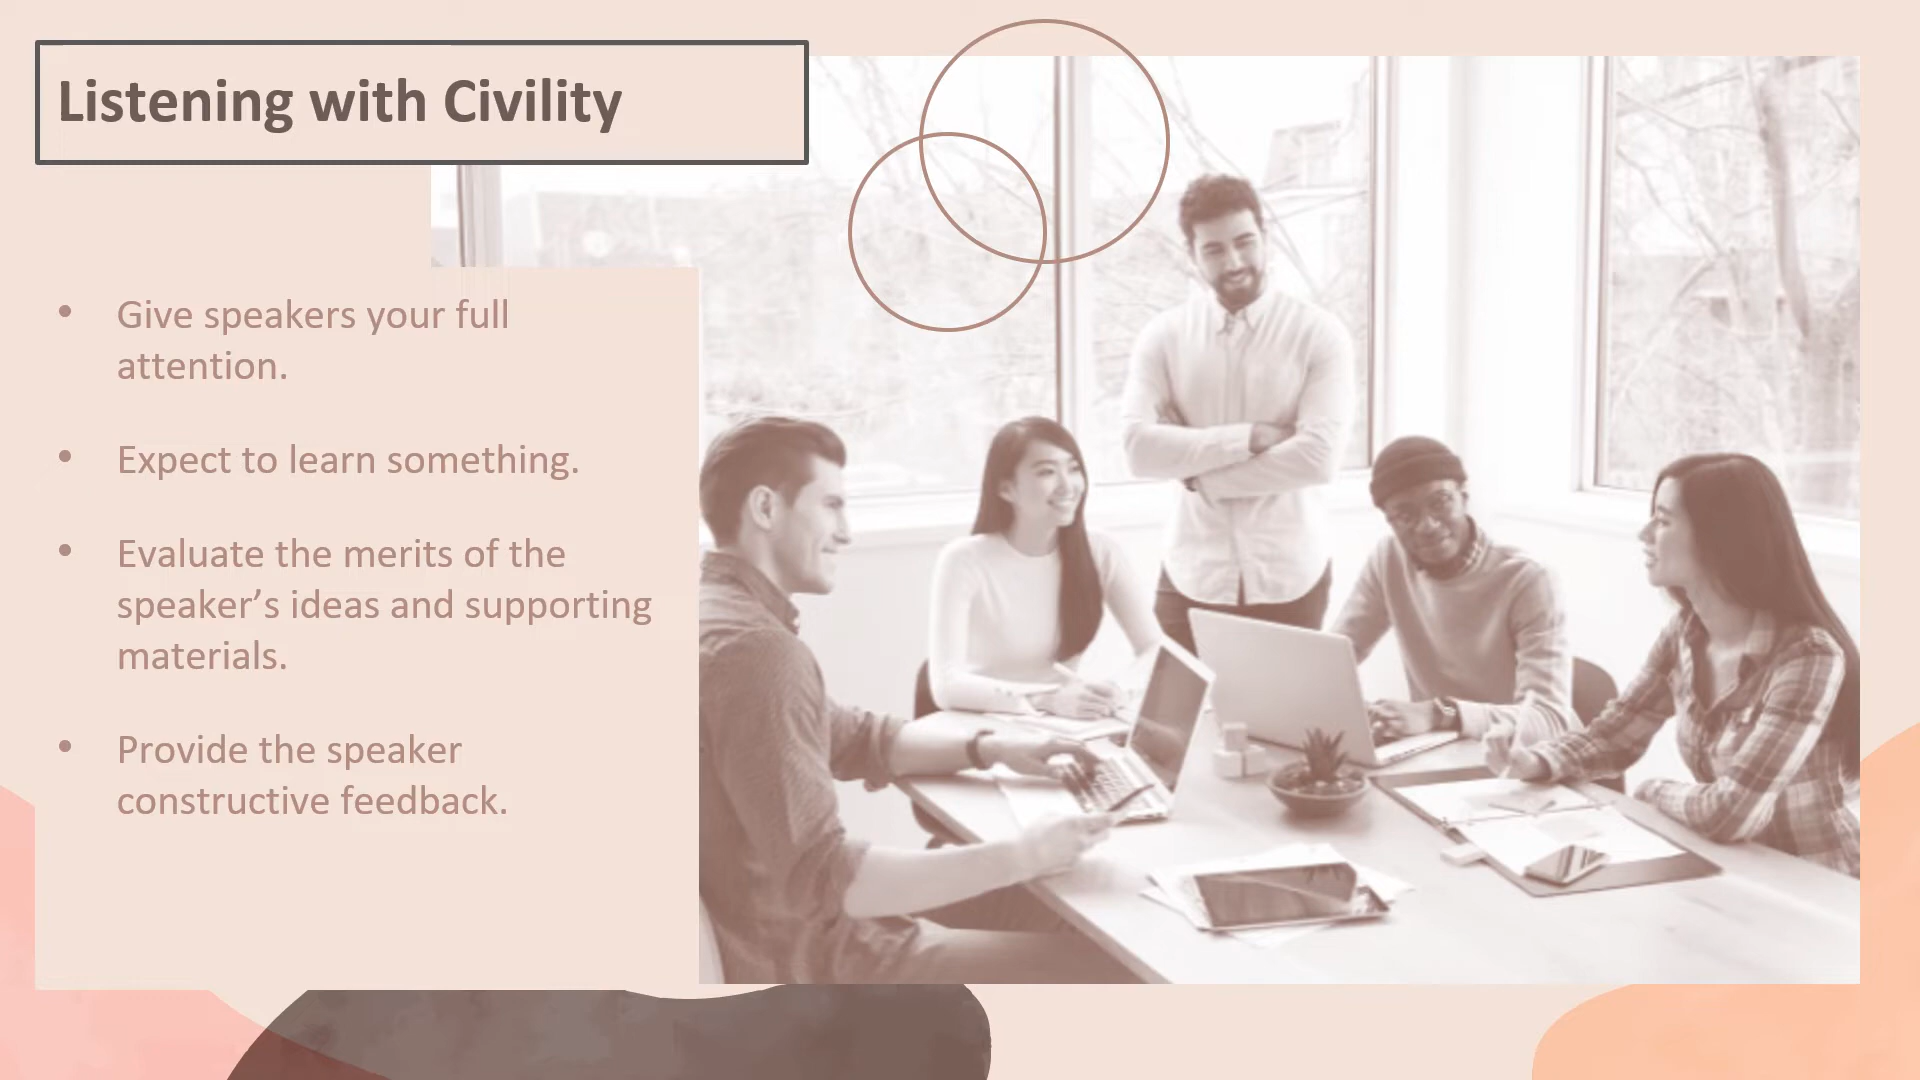 Listening with Civility
• Give speakers your full
attention.
• Expect to learn something.
• Evaluate the merits of the
speaker’s ideas and supporting
materials.
• Provide the speaker
constructive feedback.